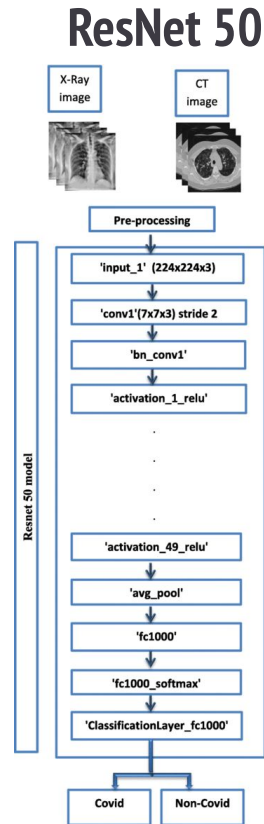 ResNet 50
X-Ray
image
CT
image
Pre-processing
Resnet 50 model
'input_1' (224x224x3)
'conv1'(7x7x3) stride 2
'bn_conv1'
'activation_1_relu'
.
.
.
.
'activation_49_relu'
'avg_pool'
'fc1000'
'fc1000_softmax'
'ClassificationLayer_fc1000'
Covid
Non-Covid